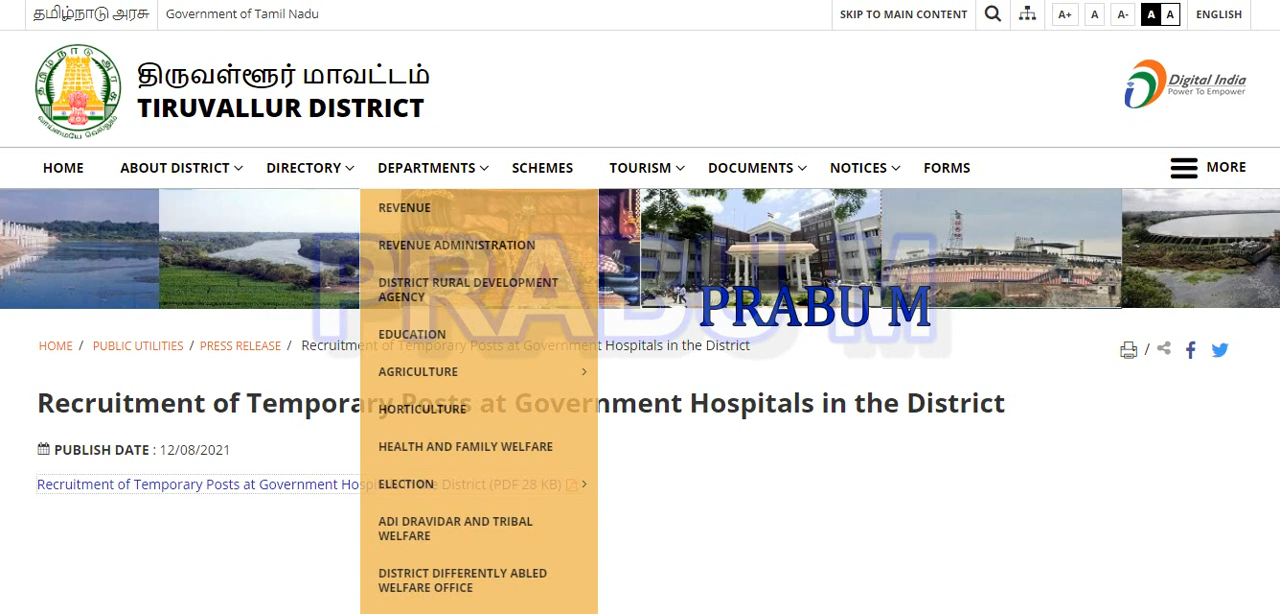 தமிழ்நாடு அரசு Government of Tamil Nadu SKIP TO MAIN CONTENT A+ A A- A A ENGLISH
திருவள்ளூர் மாவட்டம்
TIRUVALLUR DISTRICT
Digital India
Power To Empower
HOME ABOUT DISTRICT DIRECTORY DEPARTMENTS SCHEMES TOURISM DOCUMENTS NOTICES FORMS MORE
REVENUE
REVENUE ADMINISTRATION
DISTRICT RURAL DEVELOPMENT
AGENCY
PRABU M
PRABU M
EDUCATION
HOME / PUBLIC UTILITIES / PRESS RELEASE / Recruitment of Temporary Posts at Government Hospitals in the District
/
AGRICULTURE
Recruitment of Temporary Posts at Government Hospitals in the District
HORTICULTURE
HEALTH AND FAMILY WELFARE
PUBLISH DATE : 12/08/2021
Recruitment of Temporary Posts at Government Hospitals in the District (PDF 28 KB)
ELECTION
ADI DRAVIDAR AND TRIBAL
WELFARE
DISTRICT DIFFERENTLY ABLED
WELFARE OFFICE